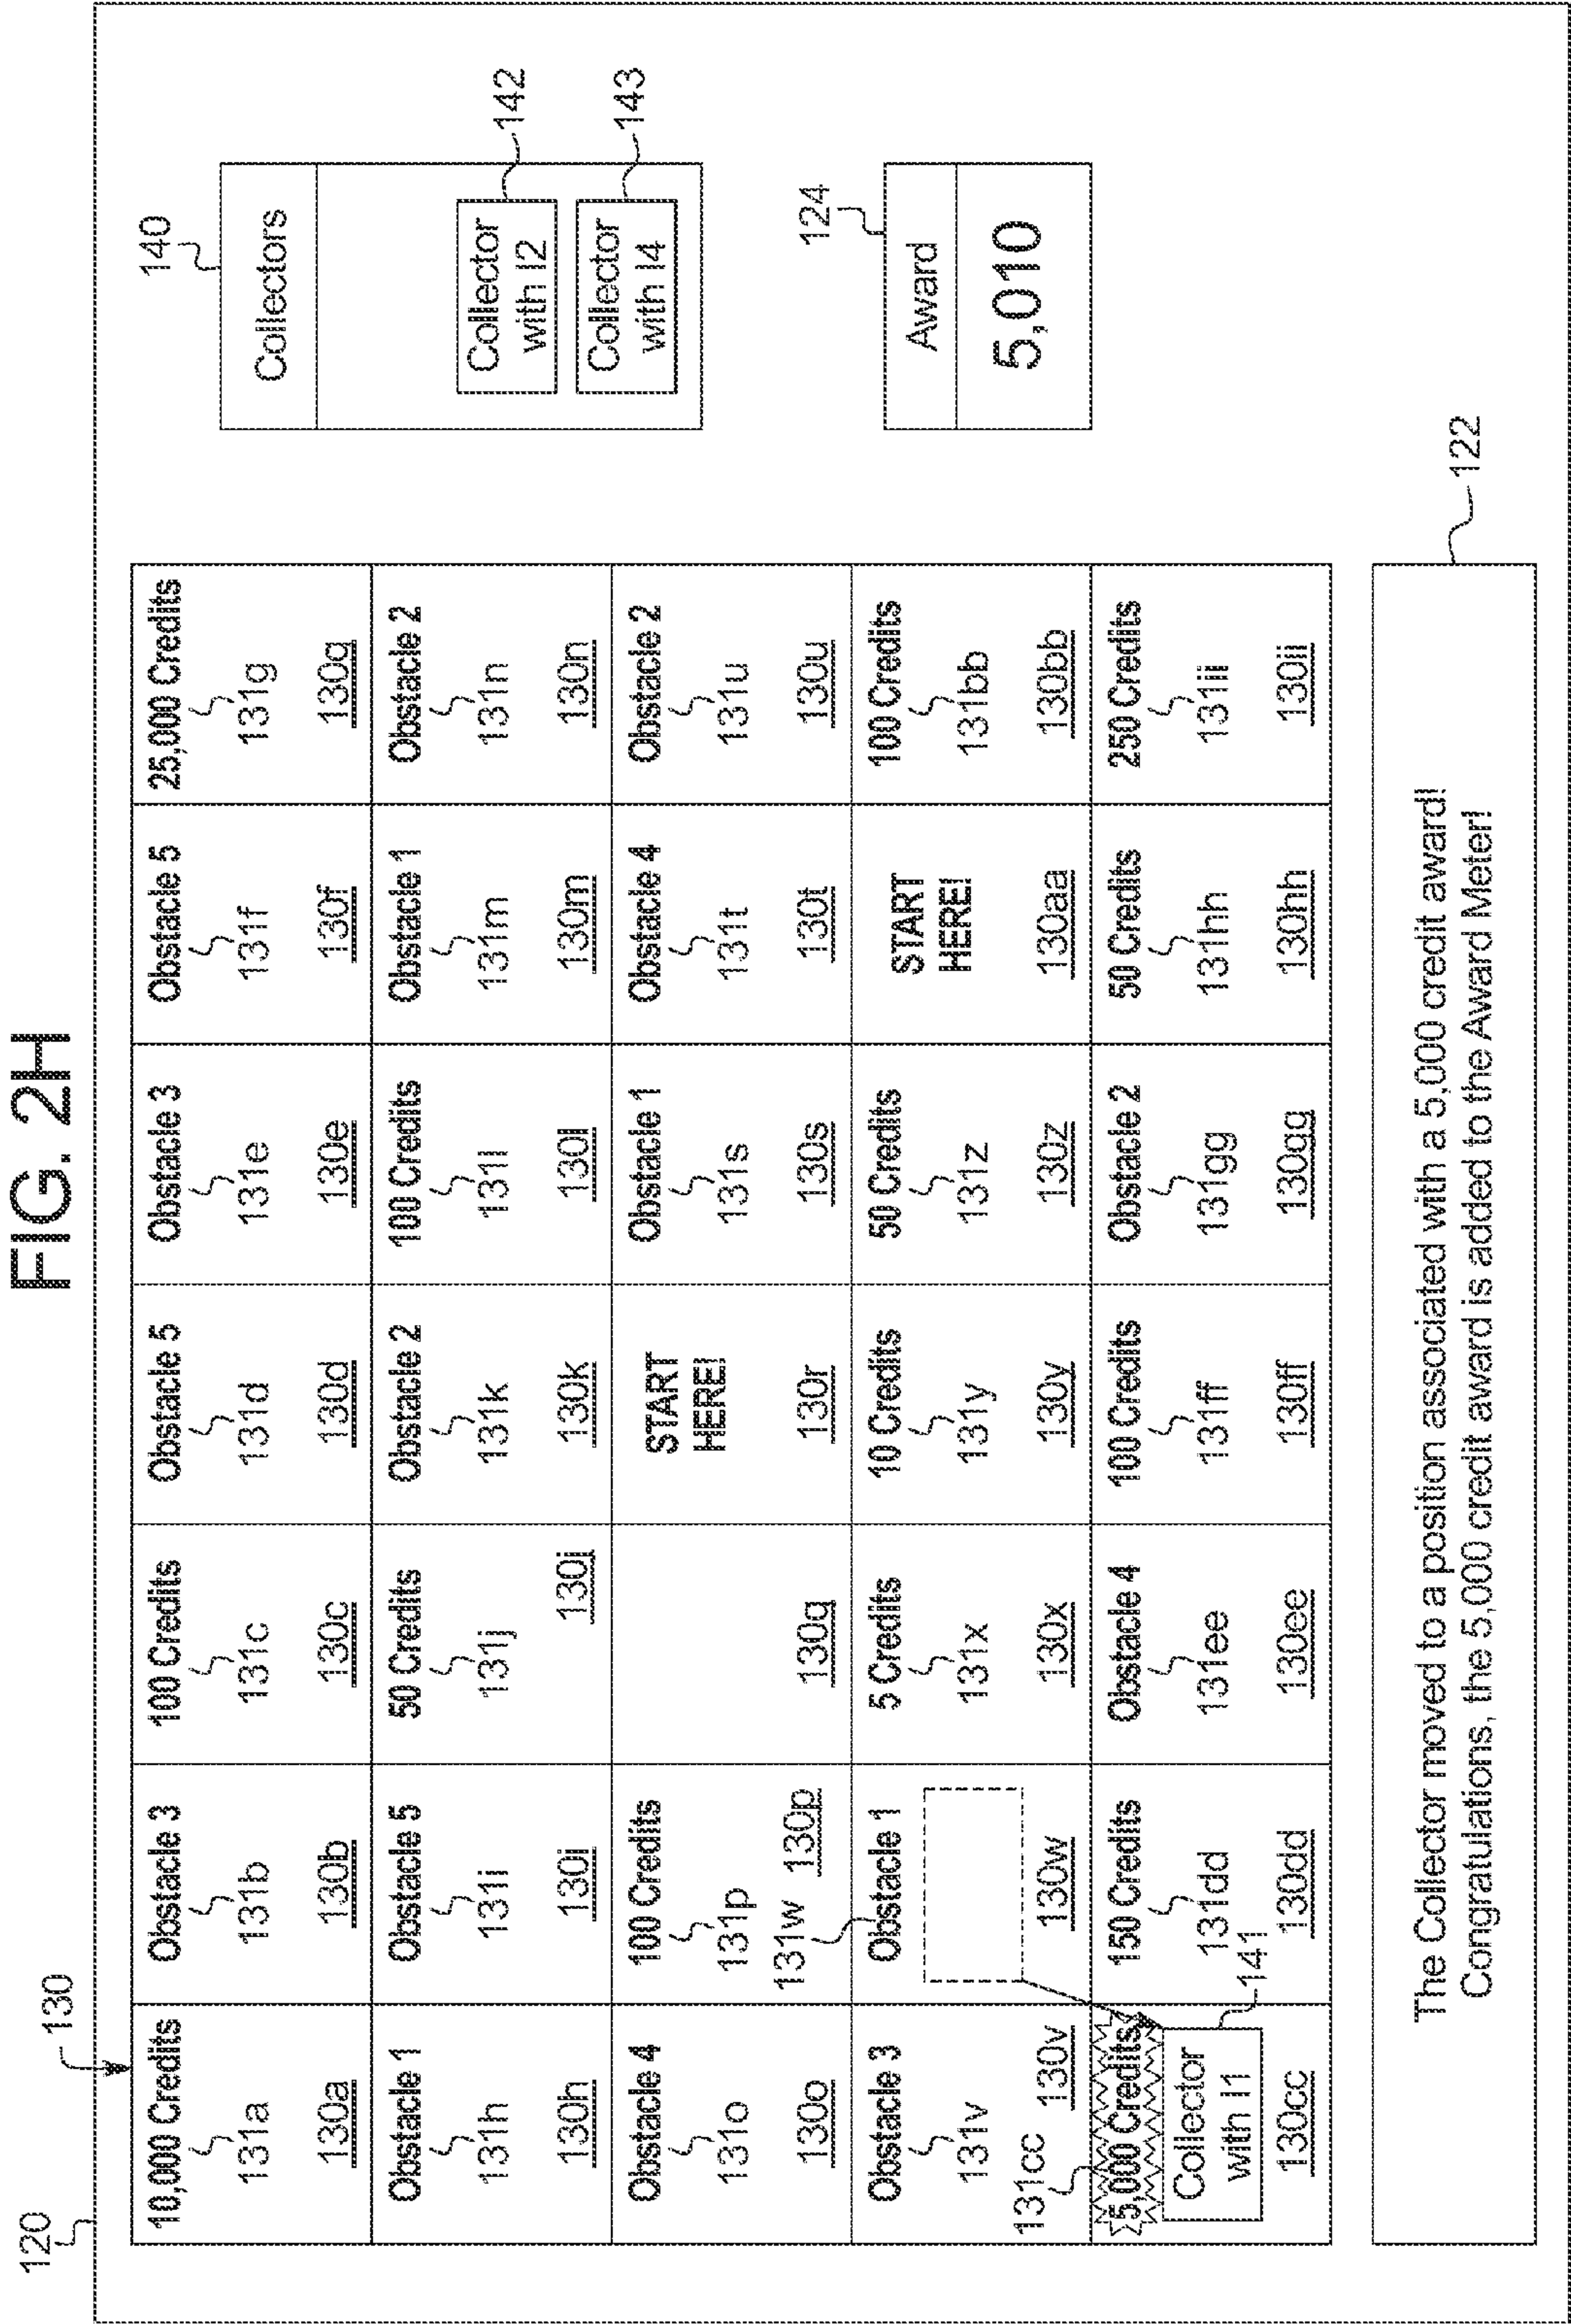 FIG. 2H
120
130
10,000 Credits
131a
130a
Obstacle 3
131b
130b
100 Credits
131c
130c
Obstacle 5
131d
130d
Obstacle 3
131e
130e
Obstacle 5
131f
130f
25,000 Credits
131g
130g
Obstacle 1
131h
130h
Obstacle 5
131i
130i
50 Credits
131j
130j
Obstacle 2
131k
130k
100 Credits
131l
130l
Obstacle 1
131m
130m
Obstacle 2
131n
130n
Obstacle 4
131o
130o
100 Credits
131p
130p
130q
START
HERE!
130r
Obstacle 1
131s
130s
Obstacle 4
131t
130t
Obstacle 2
131u
130u
Obstacle 3
131v
130v
131w
Obstacle 1
130w
5 Credits
131x
130x
10 Credits
131y
130y
50 Credits
131z
130z
START
HERE!
130aa
100 Credits
131bb
130bb
131cc
5,000 Credits
Collector
with I1
141
130cc
150 Credits
131dd
130dd
Obstacle 4
131ee
130ee
100 Credits
131ff
130ff
Obstacle 2
131gg
130gg
50 Credits
131hh
130hh
250 Credits
131ii
130ii
140
Collectors
Collector
with I2
142
Collector
with I4
143
124
Award
5,010
122
The Collector moved to a position associated with a 5,000 credit award!
Congratulations, the 5,000 credit award is added to the Award Meter!